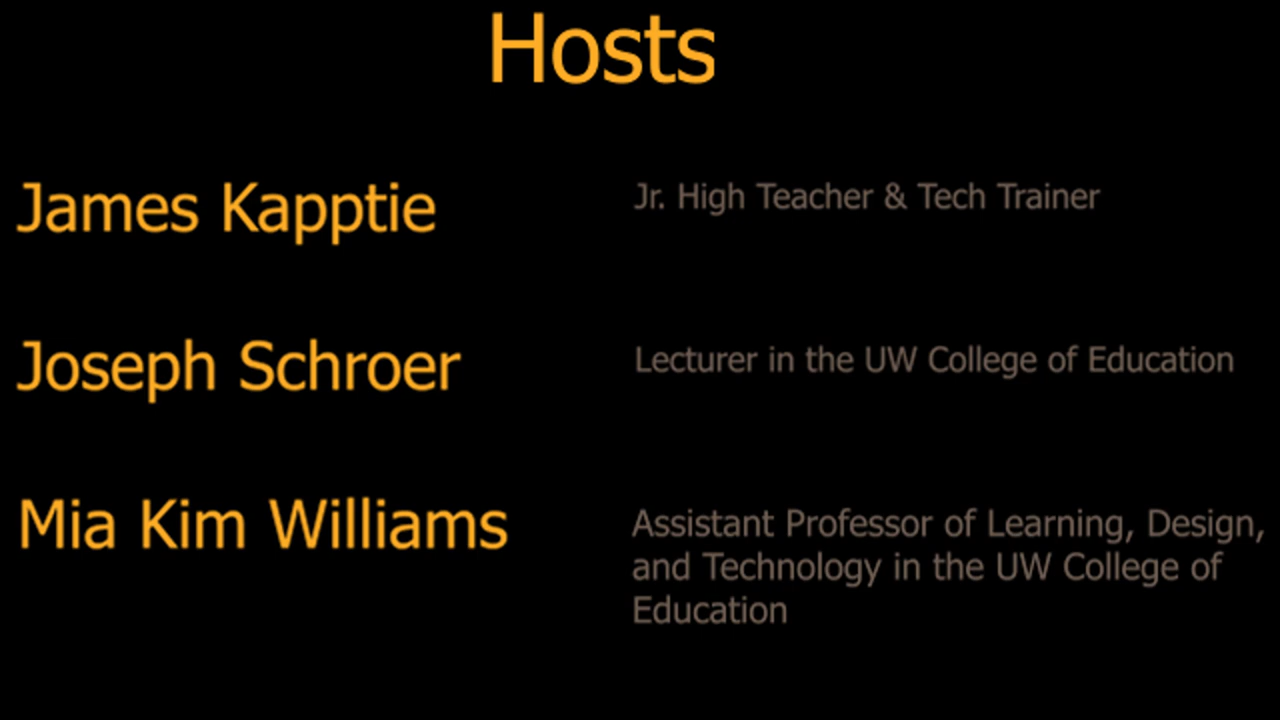 Hosts
James Kapptie
Jr. High Teacher & Tech Trainer
Joseph Schroer
Lecturer in the UW College of Education
Mia Kim Williams
Assistant Professor of Learning, Design,
and Technology in the UW College of
Education